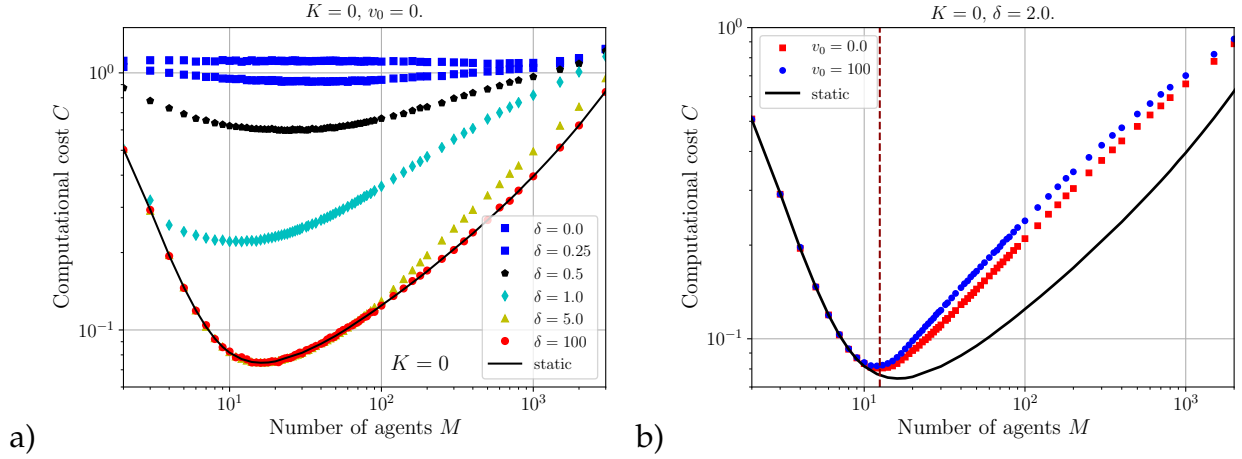 K=0, v₀ = 0.
Computational cost C
10⁰
10⁻¹
δ = 0.0
δ = 0.25
δ = 0.5
δ = 1.0
δ = 5.0
δ = 100
static
K = 0
10¹
10²
10³
Number of agents M
a)
K=0, δ = 2.0.
Computational cost C
10⁰
10⁻¹
v₀ = 0.0
v₀ = 100
static
10¹
10²
10³
Number of agents M
b)